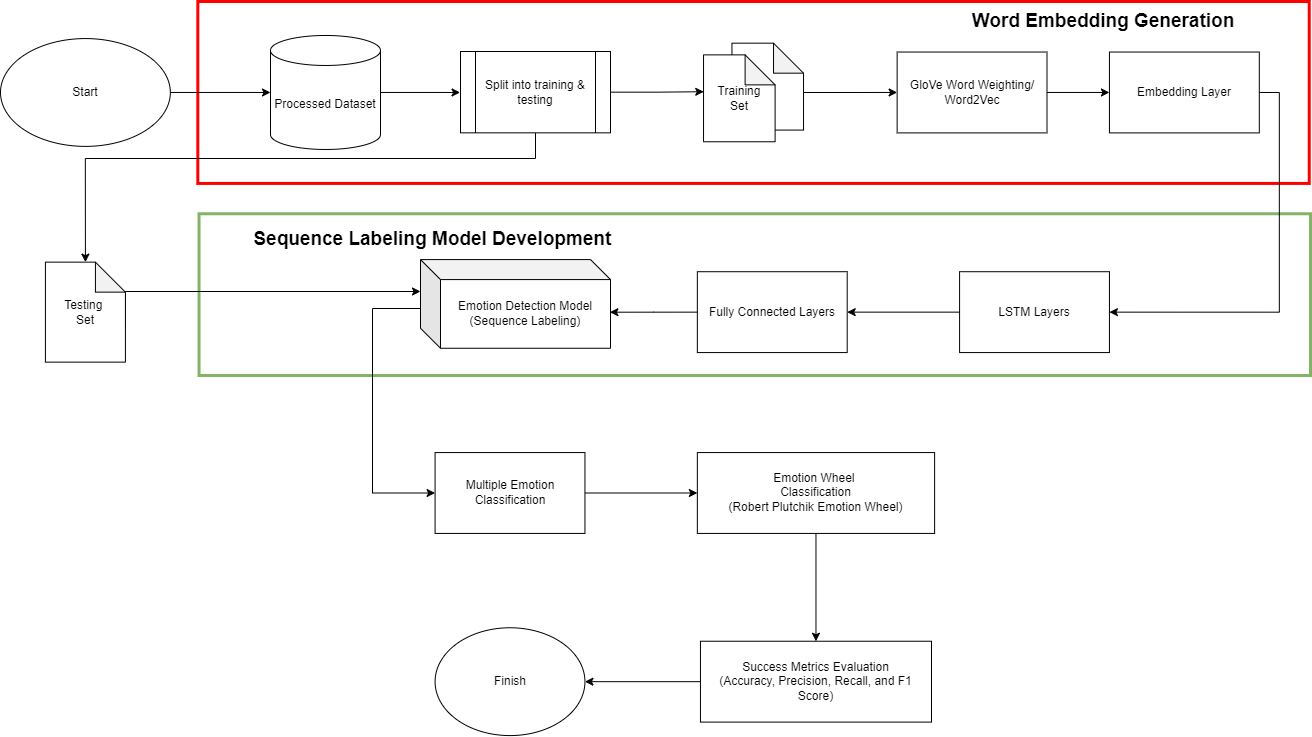 Word Embedding Generation
Start
Processed Dataset
Split into training &
testing
Training
Set
GloVe Word Weighting/
Word2Vec
Embedding Layer
Sequence Labeling Model Development
Testing
Set
Emotion Detection Model
(Sequence Labeling)
Fully Connected Layers
LSTM Layers
Multiple Emotion
Classification
Emotion Wheel
Classification
(Robert Plutchik Emotion Wheel)
Finish
Success Metrics Evaluation
(Accuracy, Precision, Recall, and F1
Score)